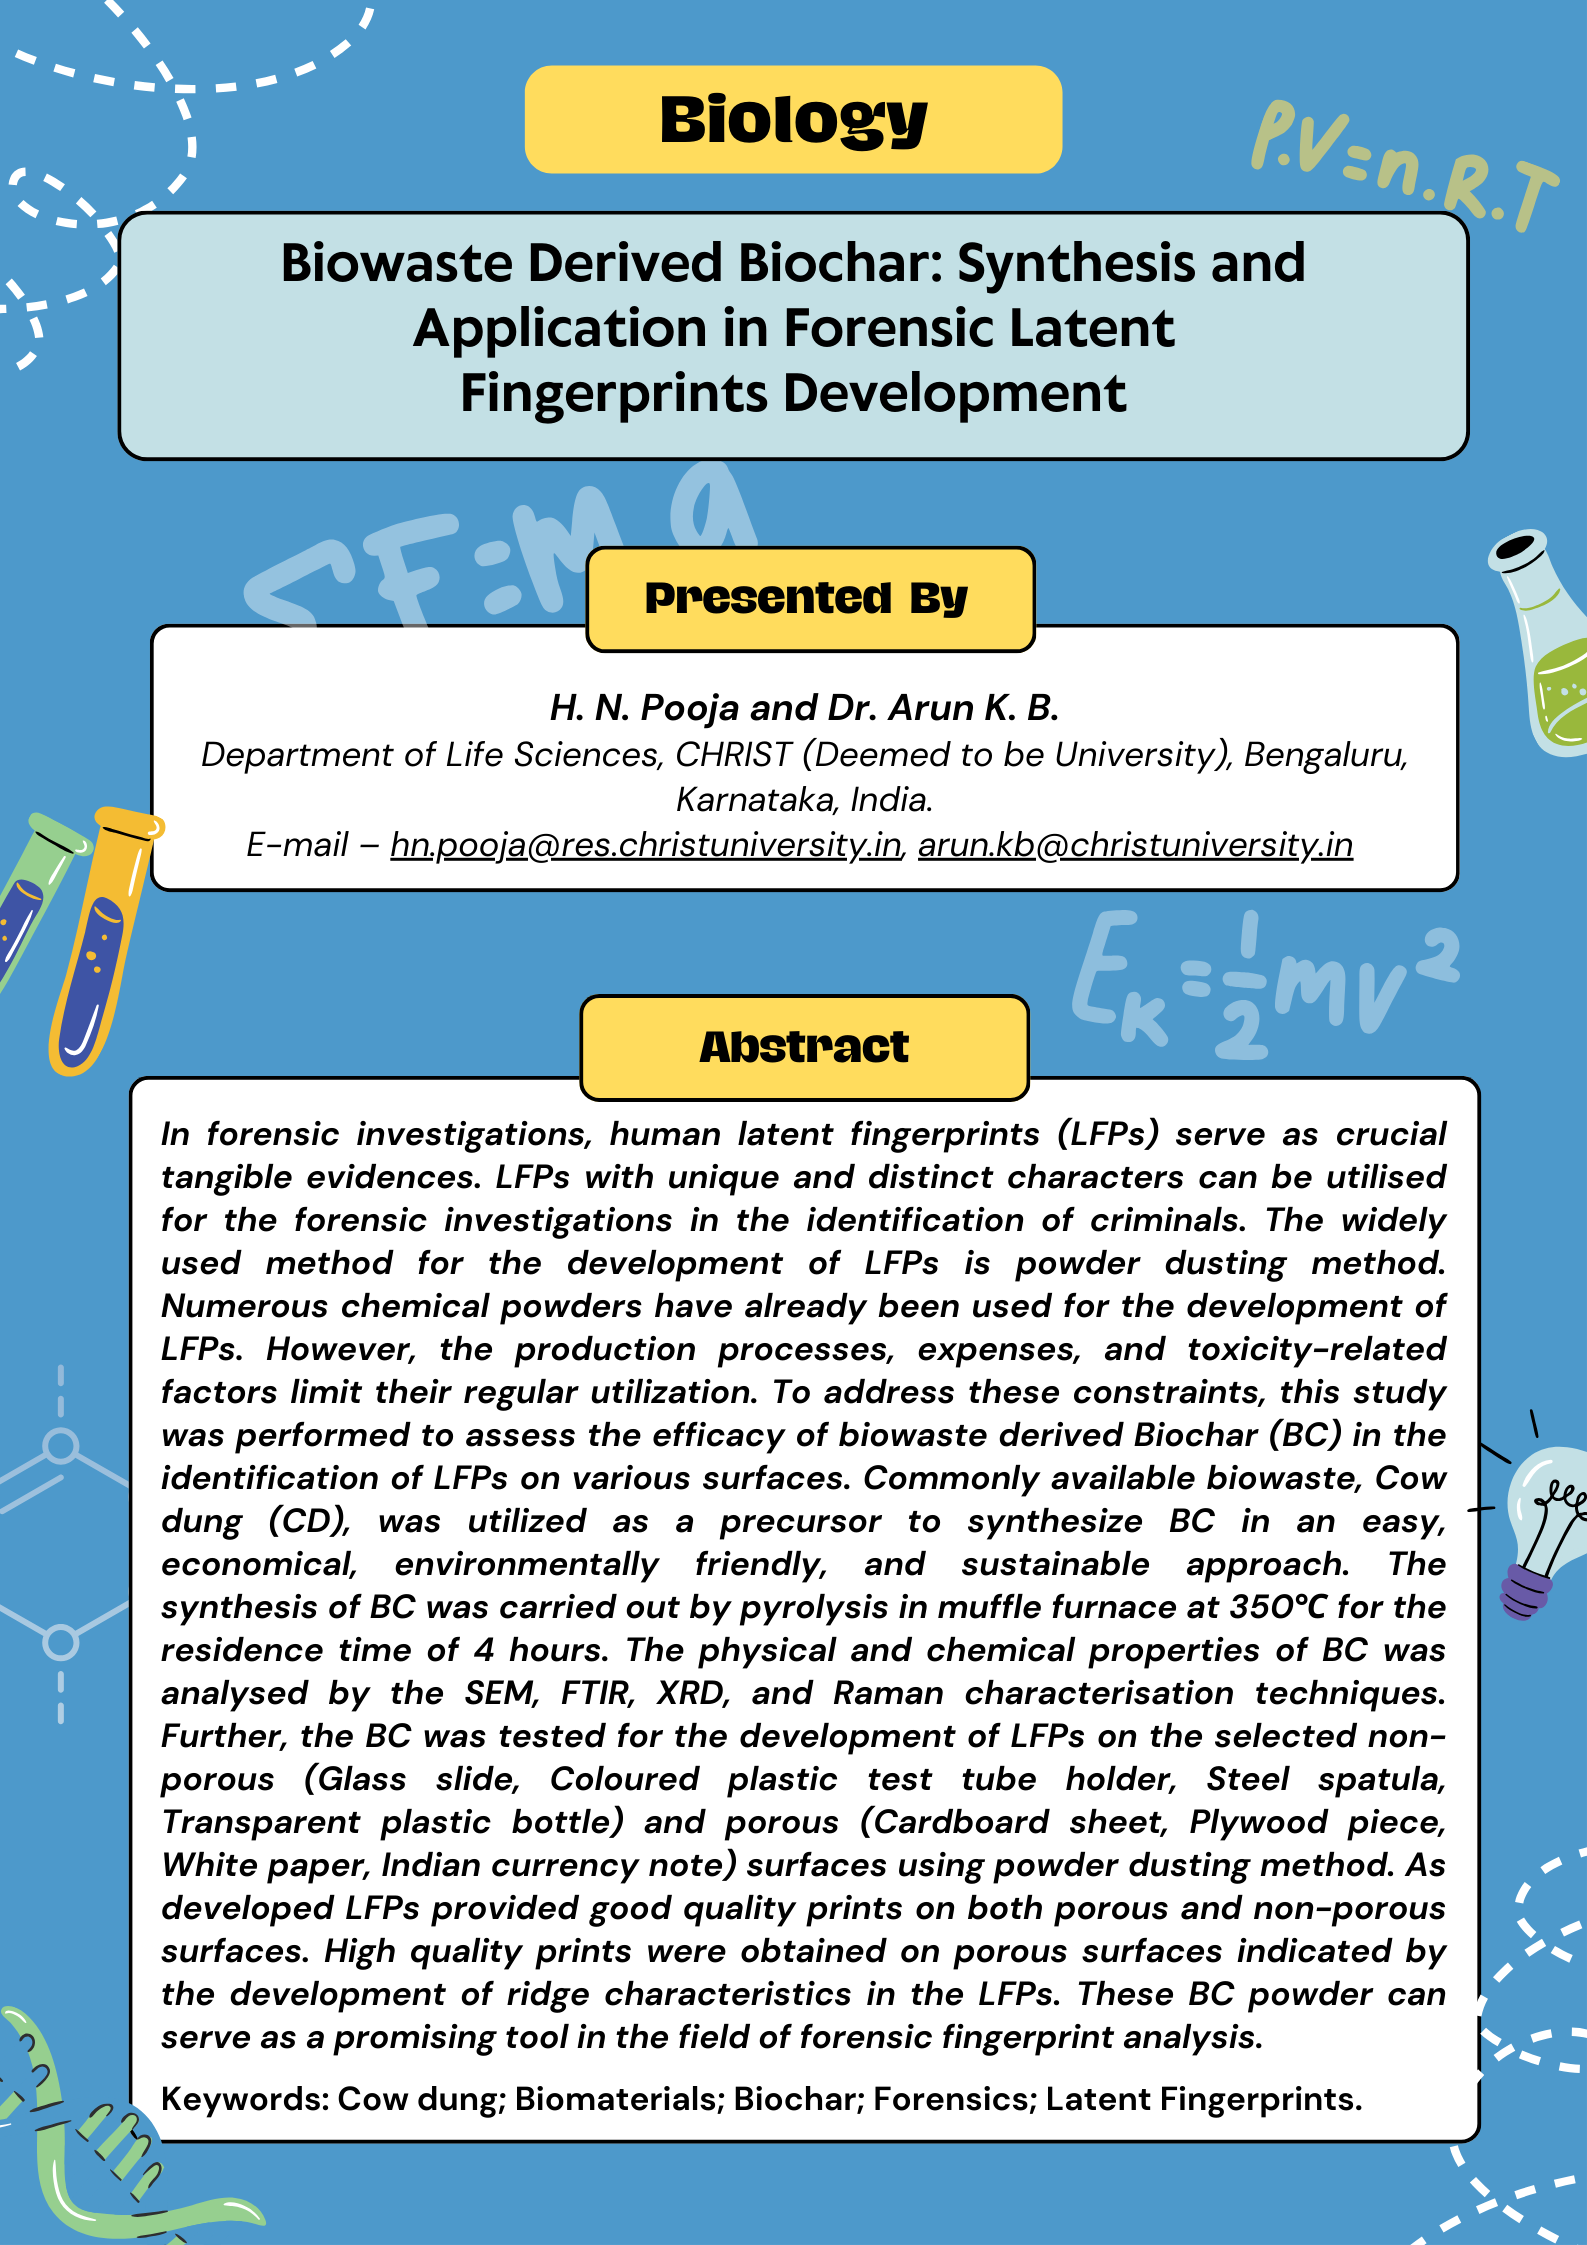 Biology
P.V=n.R.T
Biowaste Derived Biochar: Synthesis and
Application in Forensic Latent
Fingerprints Development
ΣF=m a
Presented By
H. N. Pooja and Dr. Arun K. B.
Department of Life Sciences, CHRIST (Deemed to be University), Bengaluru,
Karnataka, India.
E-mail – hn.pooja@res.christuniversity.in, arun.kb@christuniversity.in
Eₖ=½mv²
Abstract
In forensic investigations, human latent fingerprints (LFPs) serve as crucial
tangible evidences. LFPs with unique and distinct characters can be utilised
for the forensic investigations in the identification of criminals. The widely
used method for the development of LFPs is powder dusting method.
Numerous chemical powders have already been used for the development of
LFPs. However, the production processes, expenses, and toxicity-related
factors limit their regular utilization. To address these constraints, this study
was performed to assess the efficacy of biowaste derived Biochar (BC) in the
identification of LFPs on various surfaces. Commonly available biowaste, Cow
dung (CD), was utilized as a precursor to synthesize BC in an easy,
economical, environmentally friendly, and sustainable approach. The
synthesis of BC was carried out by pyrolysis in muffle furnace at 350℃ for the
residence time of 4 hours. The physical and chemical properties of BC was
analysed by the SEM, FTIR, XRD, and Raman characterisation techniques.
Further, the BC was tested for the development of LFPs on the selected non-
porous (Glass slide, Coloured plastic test tube holder, Steel spatula,
Transparent plastic bottle) and porous (Cardboard sheet, Plywood piece,
White paper, Indian currency note) surfaces using powder dusting method. As
developed LFPs provided good quality prints on both porous and non-porous
surfaces. High quality prints were obtained on porous surfaces indicated by
the development of ridge characteristics in the LFPs. These BC powder can
serve as a promising tool in the field of forensic fingerprint analysis.
Keywords: Cow dung; Biomaterials; Biochar; Forensics; Latent Fingerprints.